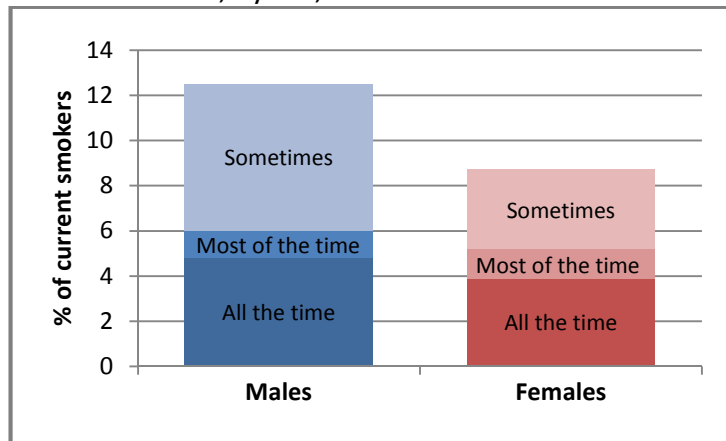 % of current smokers
14
12
10
8
6
4
2
0
Sometimes
Most of the time
All the time
Sometimes
Most of the time
All the time
Males
Females